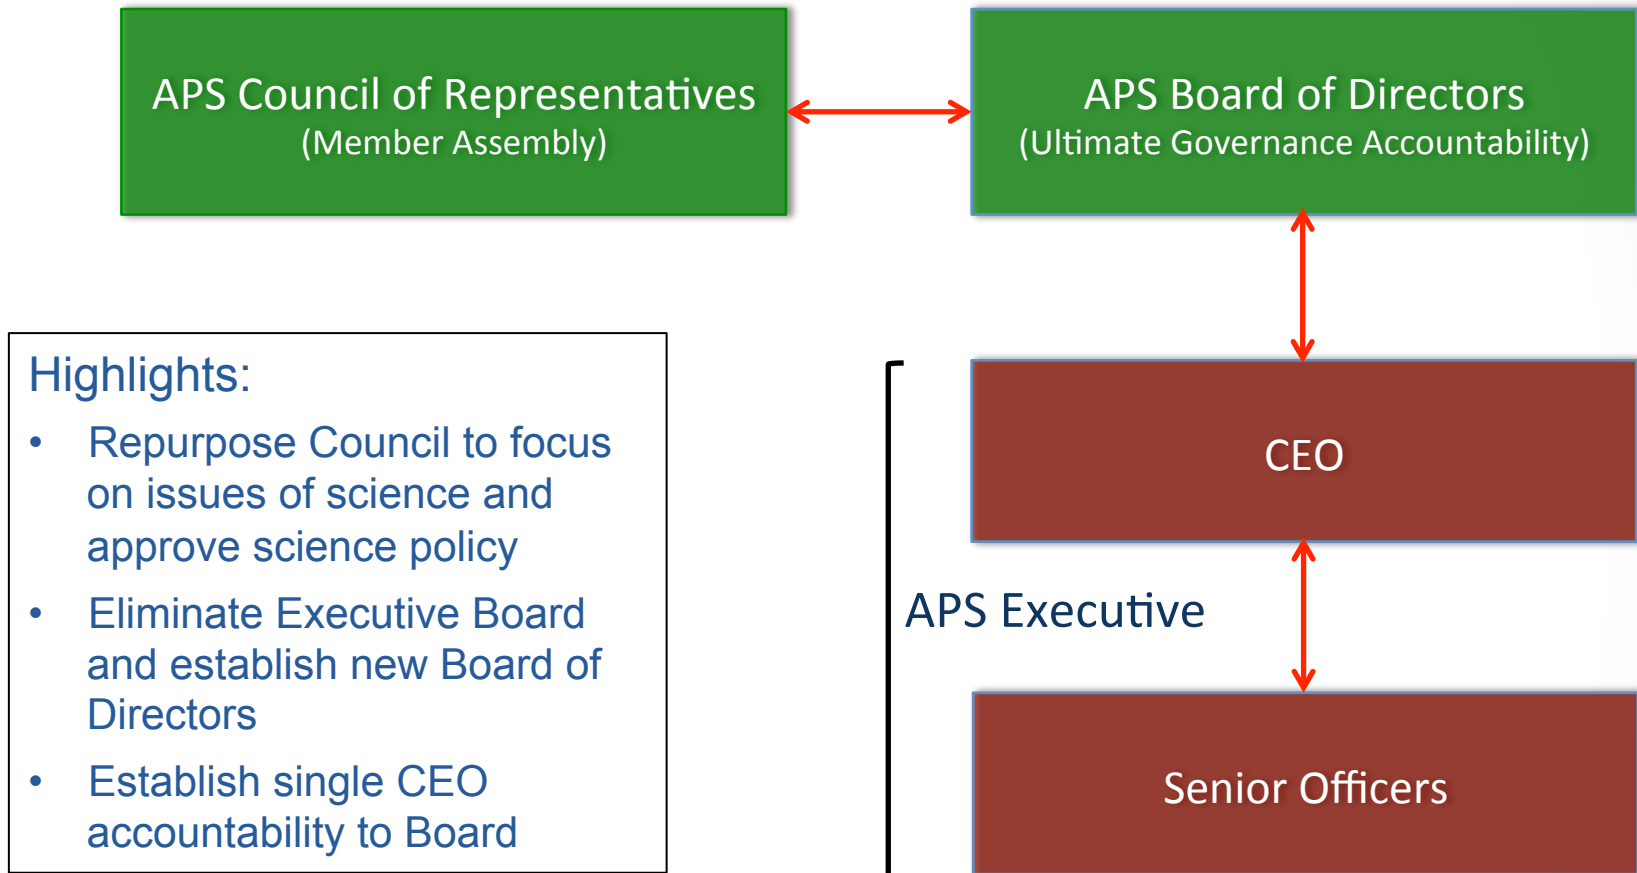 APS Council of Representatives
(Member Assembly)
APS Board of Directors
(Ultimate Governance Accountability)
Highlights:
• Repurpose Council to focus
on issues of science and
approve science policy
• Eliminate Executive Board
and establish new Board of
Directors
• Establish single CEO
accountability to Board
CEO
APS Executive
Senior Officers